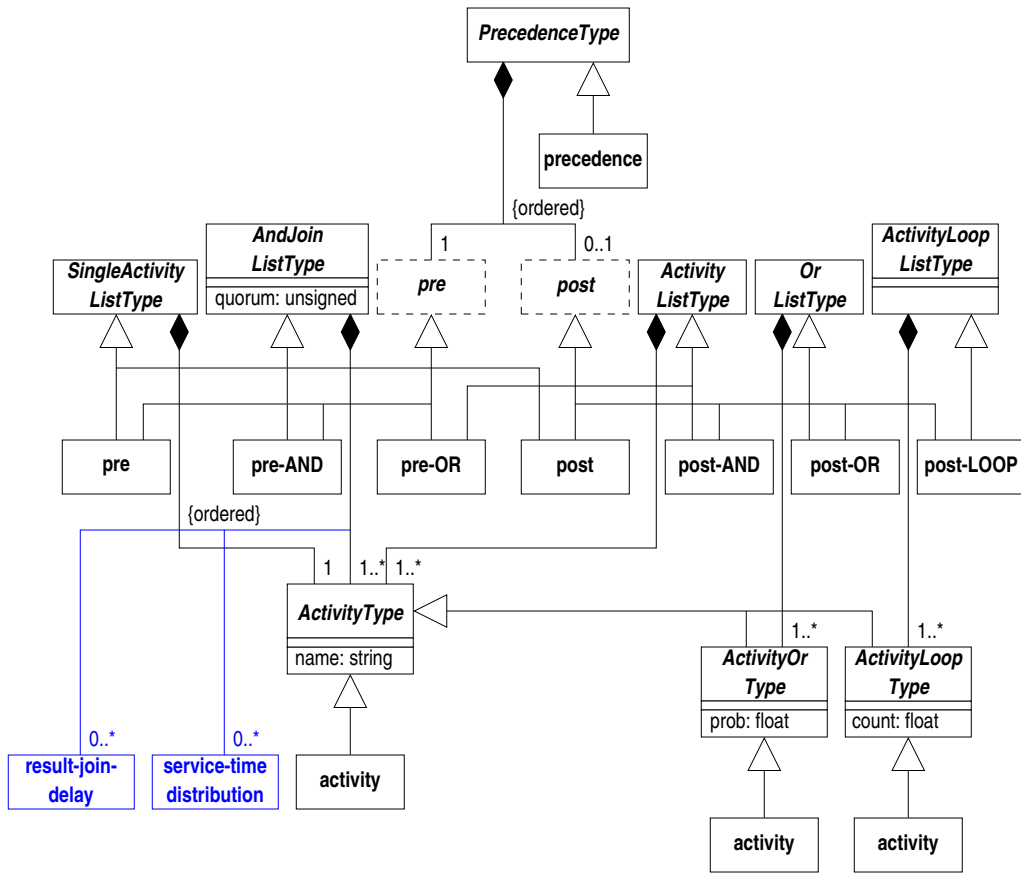 PrecedenceType
precedence
{ordered}
1
0..1
SingleActivity
ListType
AndJoin
ListType
quorum: unsigned
pre
post
Activity
ListType
Or
ListType
ActivityLoop
ListType
pre
pre-AND
pre-OR
post
post-AND
post-OR
post-LOOP
{ordered}
1
1..*
1..*
ActivityType
name: string
1..*
1..*
ActivityOr
Type
prob: float
ActivityLoop
Type
count: float
0..*
0..*
result-join-
delay
service-time
distribution
activity
activity
activity